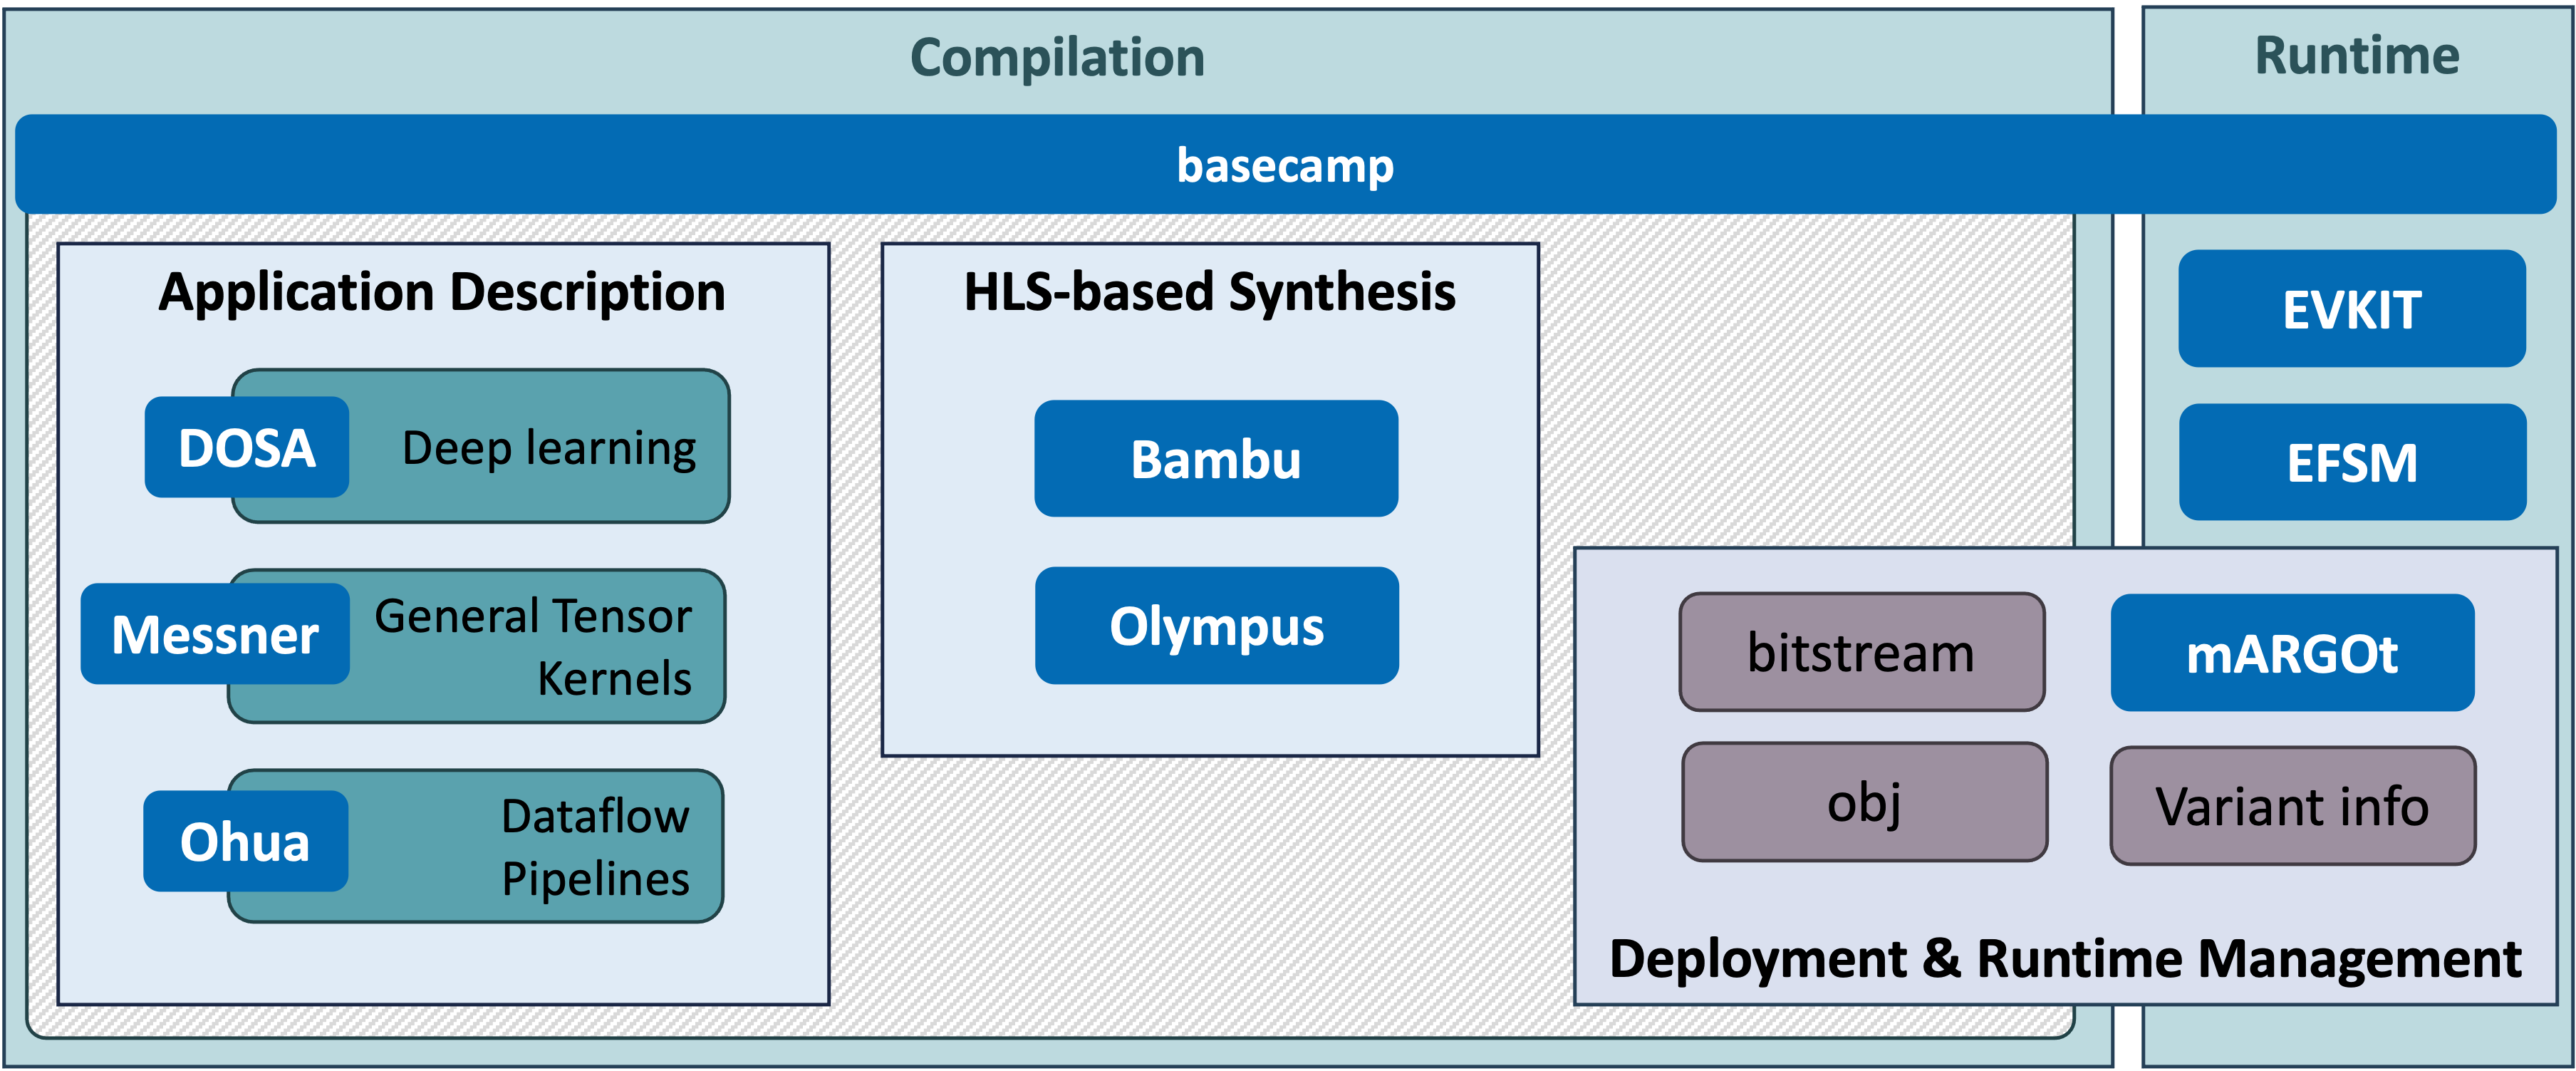 Compilation
Runtime
basecamp
Application Description
DOSA
Deep learning
Messner
General Tensor
Kernels
Ohua
Dataflow
Pipelines
HLS-based Synthesis
Bambu
Olympus
EVKIT
EFSM
bitstream
mARGOt
obj
Variant info
Deployment & Runtime Management